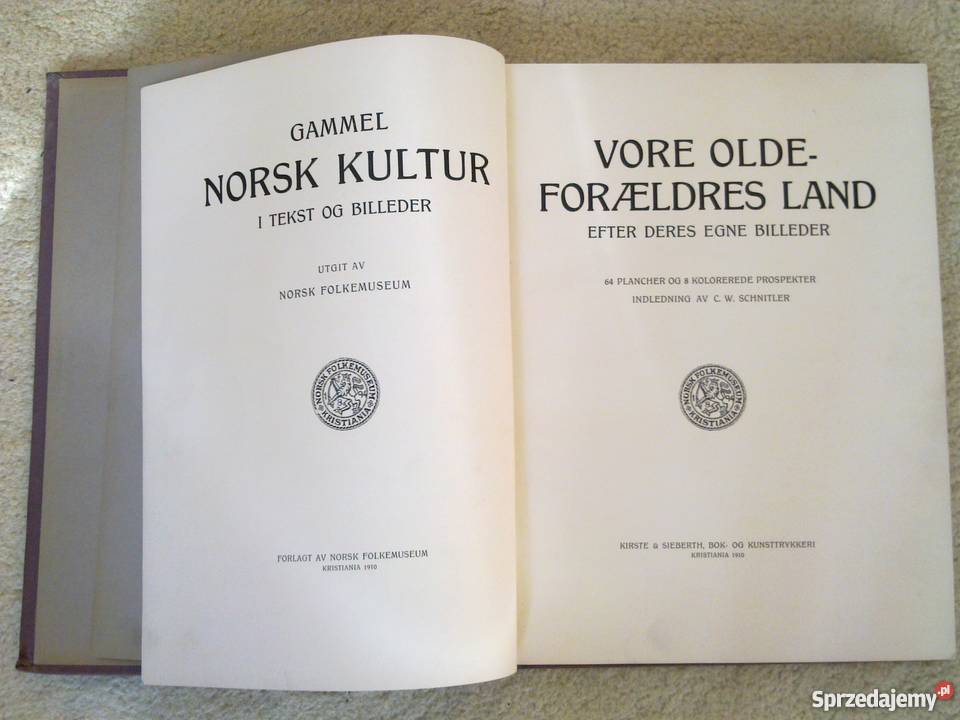 GAMMEL
NORSK KULTUR
I TEKST OG BILLEDER
UTGIT AV
NORSK FOLKEMUSEUM
NORSK FOLKEMUSEUM
KRISTIANIA
FORLAGT AV NORSK FOLKEMUSEUM
KRISTIANIA 1910
VORE OLDE-
FORÆLDRES LAND
EFTER DERES EGNE BILLEDER
64 PLANCHER OG 8 KOLOREREDE PROSPEKTER
INDLEDNING AV C. W. SCHNITLER
NORSK FOLKEMUSEUM
KRISTIANIA
KIRSTE & SIEBERTH, BOK- OG KUNSTTRYKKERI
KRISTIANIA 1910
Sprzedajemy.pl